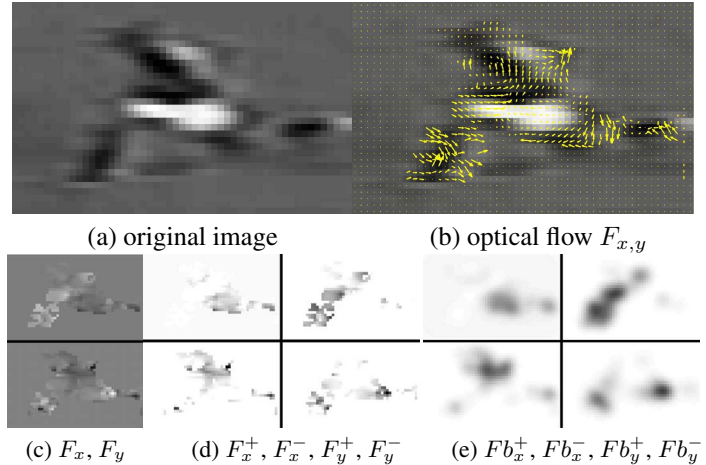 (a) original image
(b) optical flow $F_{x,y}$
(c) $F_x, F_y$
(d) $F_x^+, F_x^-, F_y^+, F_y^-$
(e) $Fb_x^+, Fb_x^-, Fb_y^+, Fb_y^-$